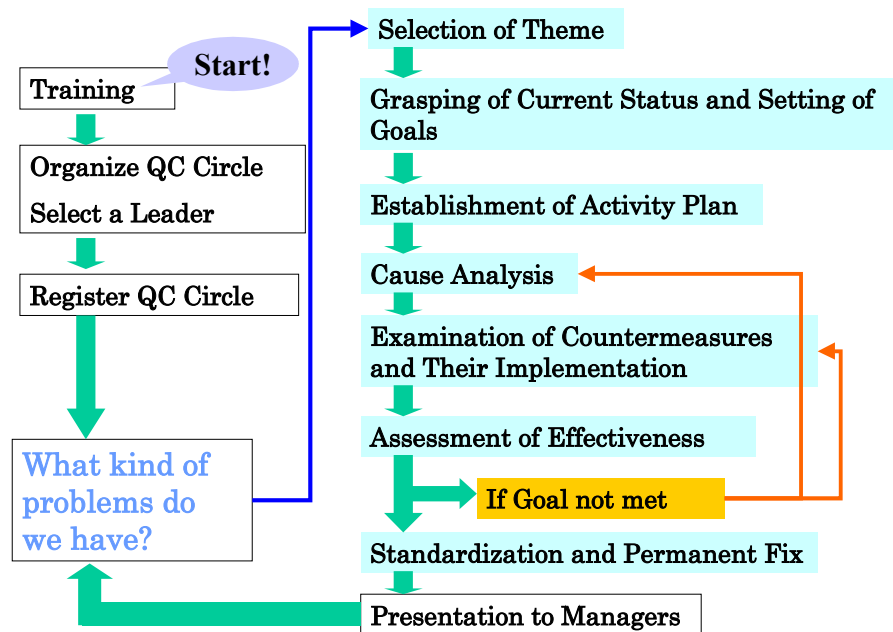 Start!
Training
Organize QC Circle
Select a Leader
Register QC Circle
What kind of
problems do
we have?
Selection of Theme
Grasping of Current Status and Setting of
Goals
Establishment of Activity Plan
Cause Analysis
Examination of Countermeasures
and Their Implementation
Assessment of Effectiveness
If Goal not met
Standardization and Permanent Fix
Presentation to Managers